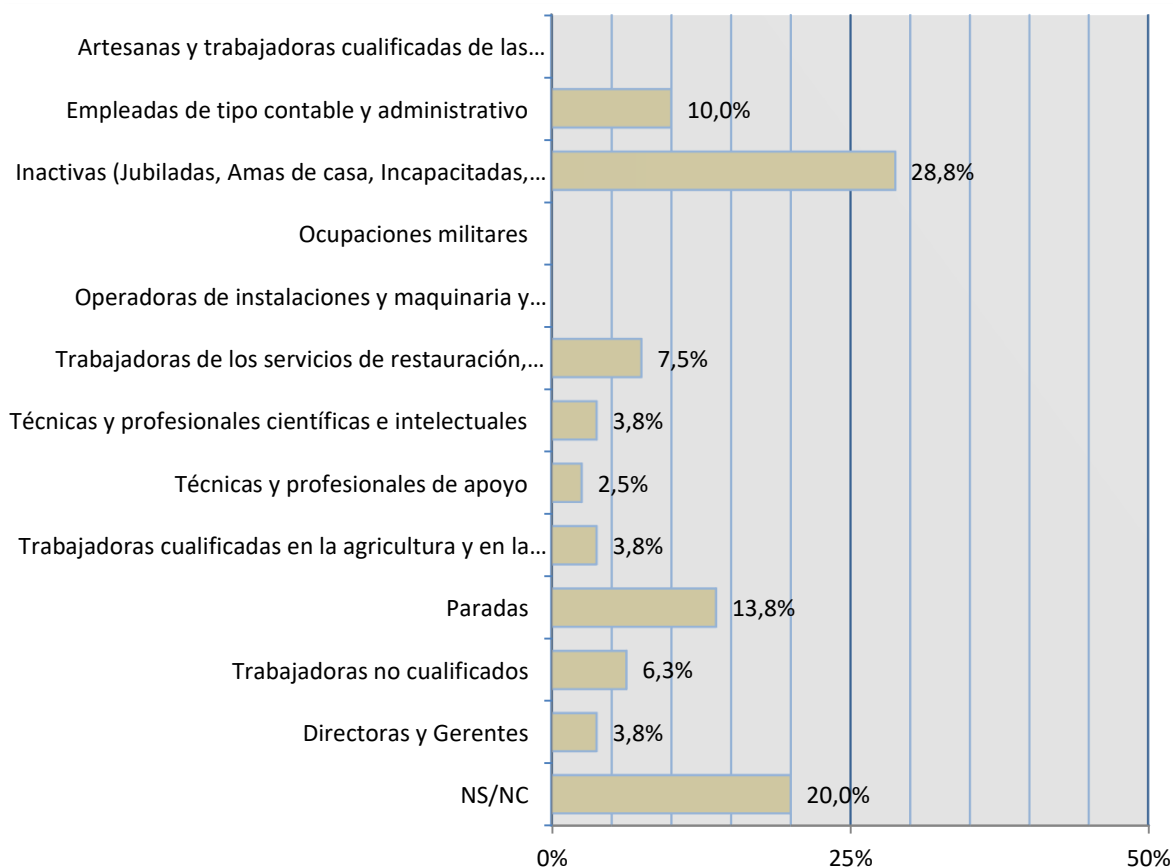 Artesanas y trabajadoras cualificadas de las...
Empleadas de tipo contable y administrativo 10,0%
Inactivas (Jubiladas, Amas de casa, Incapacitadas,... 28,8%
Ocupaciones militares
Operadoras de instalaciones y maquinaria y...
Trabajadoras de los servicios de restauración,... 7,5%
Técnicas y profesionales científicas e intelectuales 3,8%
Técnicas y profesionales de apoyo 2,5%
Trabajadoras cualificadas en la agricultura y en la... 3,8%
Paradas 13,8%
Trabajadoras no cualificados 6,3%
Directoras y Gerentes 3,8%
NS/NC 20,0%
0% 25% 50%